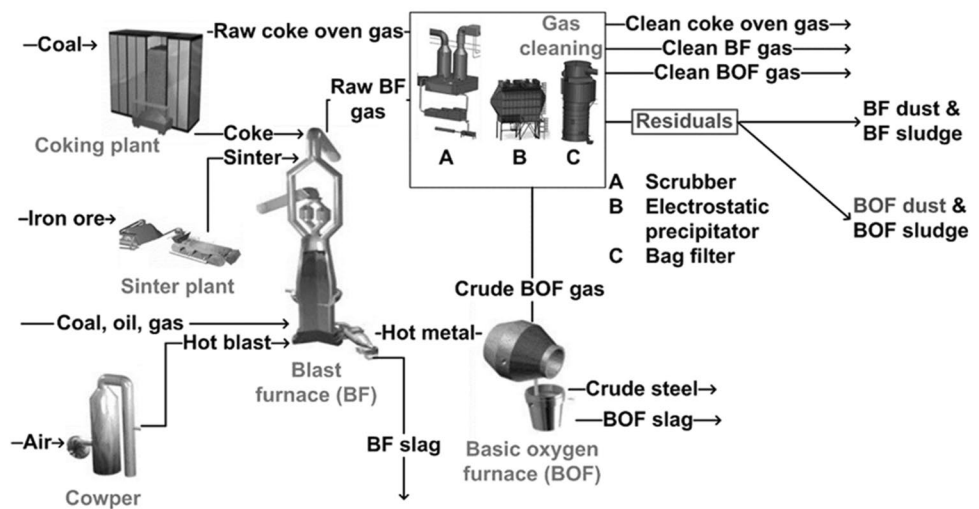 Coal
Raw coke oven gas
Gas
cleaning
Clean coke oven gas
Clean BF gas
Clean BOF gas
Raw BF
gas
Coking plant
Coke
Sinter
A
B
C
Residuals
BF dust &
BF sludge
BOF dust &
BOF sludge
A Scrubber
B Electrostatic
precipitator
C Bag filter
Iron ore
Sinter plant
Crude BOF gas
Coal, oil, gas
Hot blast
Hot metal
Blast
furnace (BF)
Crude steel
BOF slag
Air
BF slag
Basic oxygen
furnace (BOF)
Cowper